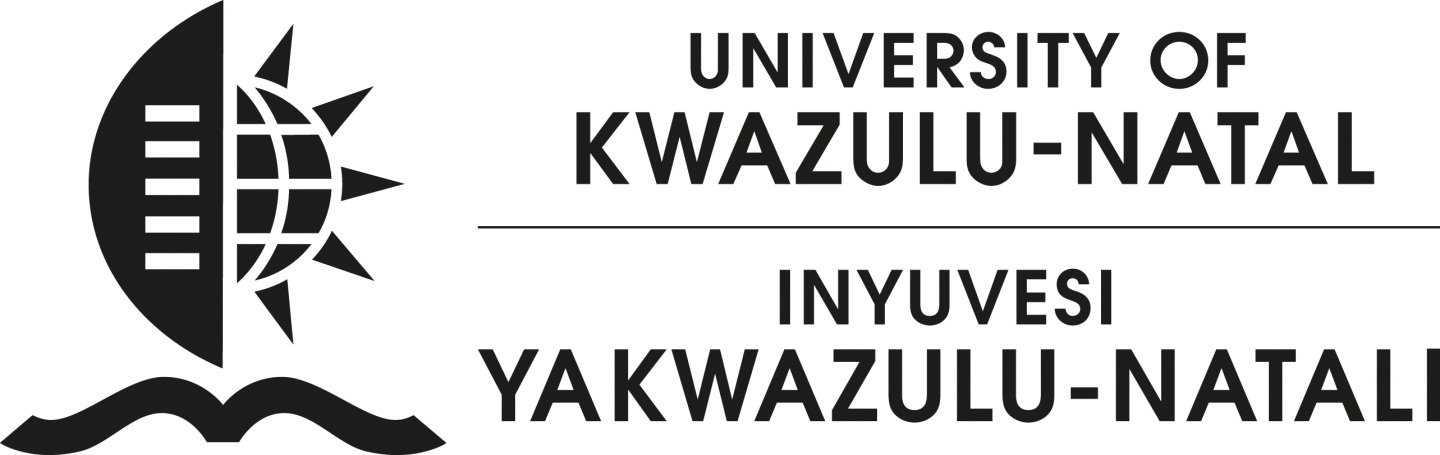 UNIVERSITY OF
KWAZULU-NATAL
INYUVESI
YAKWAZULU-NATALI